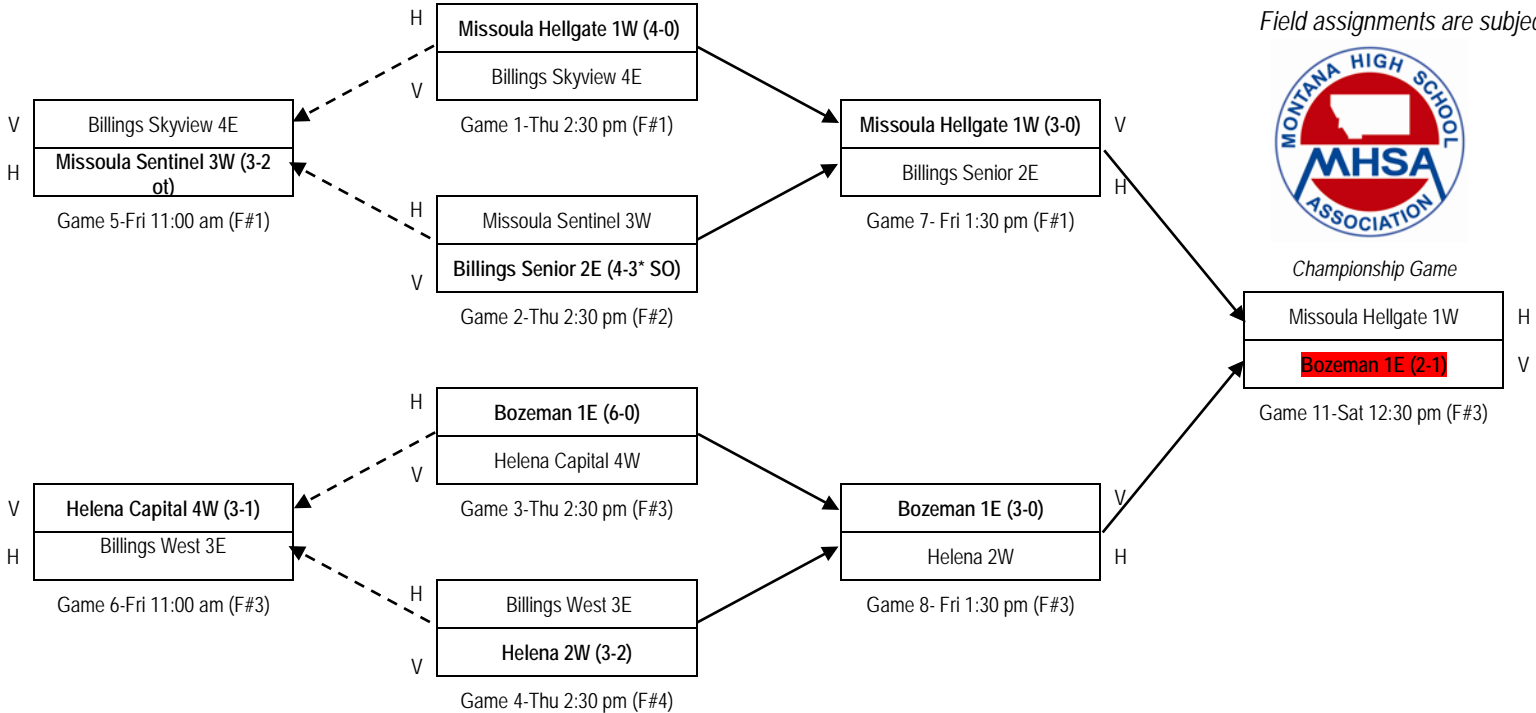 Field assignments are subjec
H
Missoula Hellgate 1W (4-0)
V
Billings Skyview 4E
Game 1-Thu 2:30 pm (F#1)
V
Billings Skyview 4E
H
Missoula Sentinel 3W (3-2
ot)
Game 5-Fri 11:00 am (F#1)
H
Missoula Sentinel 3W
V
Billings Senior 2E (4-3* SO)
Game 2-Thu 2:30 pm (F#2)
Missoula Hellgate 1W (3-0)
V
Billings Senior 2E
H
Game 7- Fri 1:30 pm (F#1)
MONTANA HIGH SCHOOL
MHSA
ASSOCIATION
Championship Game
Missoula Hellgate 1W
H
Bozeman 1E (2-1)
V
Game 11-Sat 12:30 pm (F#3)
H
Bozeman 1E (6-0)
V
Helena Capital 4W
Game 3-Thu 2:30 pm (F#3)
V
Helena Capital 4W (3-1)
H
Billings West 3E
Game 6-Fri 11:00 am (F#3)
H
Billings West 3E
V
Helena 2W (3-2)
Game 4-Thu 2:30 pm (F#4)
Bozeman 1E (3-0)
V
Helena 2W
H
Game 8- Fri 1:30 pm (F#3)